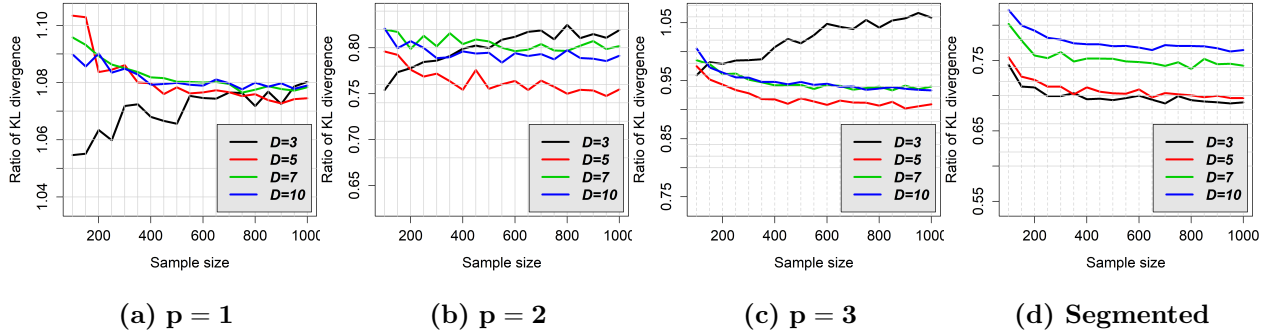 Ratio of KL divergence
1.04 1.06 1.08 1.10
D=3
D=5
D=7
D=10
200 400 600 800 1000
Sample size
(a) p = 1
Ratio of KL divergence
0.65 0.70 0.75 0.80
D=3
D=5
D=7
D=10
200 400 600 800 1000
Sample size
(b) p = 2
Ratio of KL divergence
0.75 0.85 0.95 1.05
D=3
D=5
D=7
D=10
200 400 600 800 1000
Sample size
(c) p = 3
Ratio of KL divergence
0.55 0.65 0.75
D=3
D=5
D=7
D=10
200 400 600 800 1000
Sample size
(d) Segmented